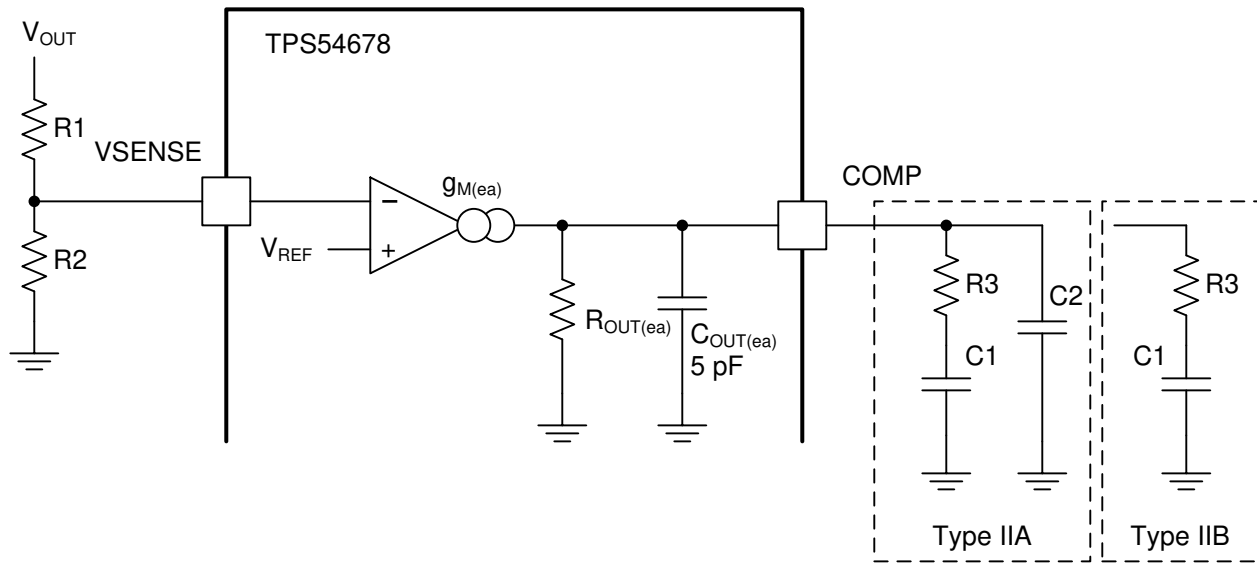 V_OUT
TPS54678
R1
VSENSE
g_M(ea)
COMP
−
V_REF
+
R2
R3
C2
R3
R_OUT(ea)
C_OUT(ea)
5 pF
C1
C1
Type IIA
Type IIB